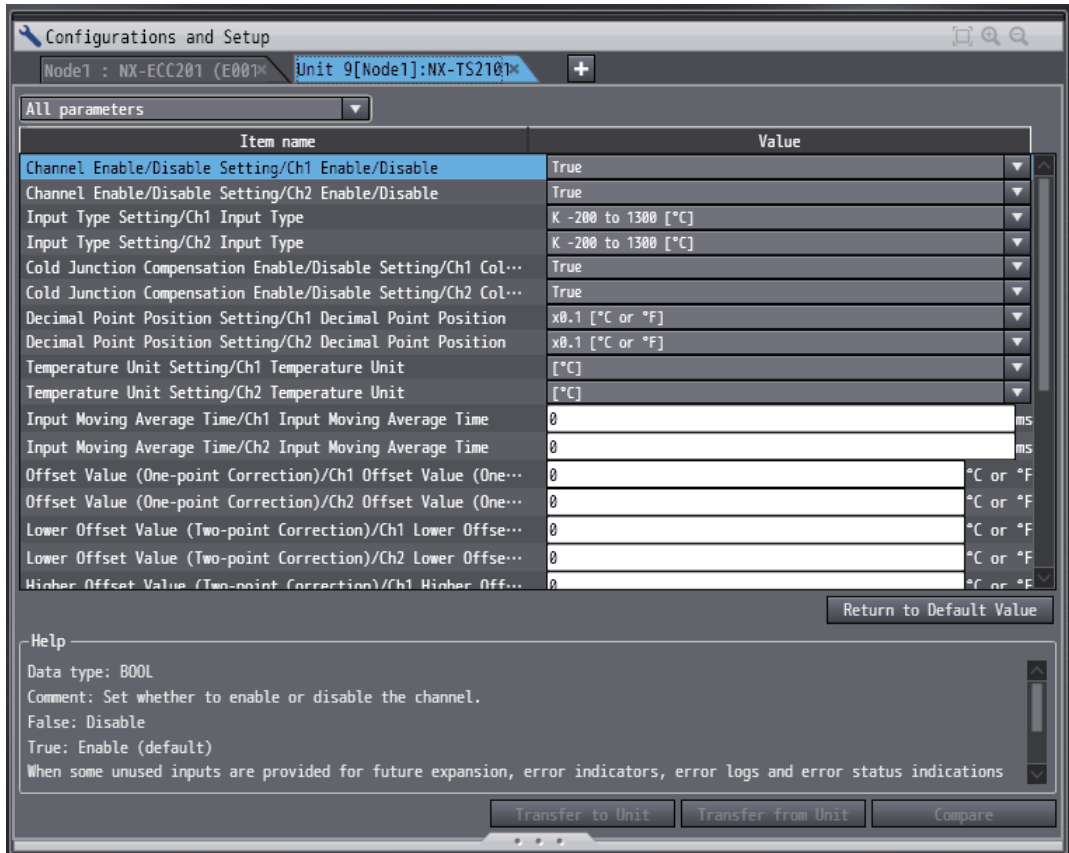 Configurations and Setup
Node1 : NX-ECC201 (E001 Unit 9[Node1]:NX-TS2101
All parameters
Item name Value
Channel Enable/Disable Setting/Ch1 Enable/Disable True
Channel Enable/Disable Setting/Ch2 Enable/Disable True
Input Type Setting/Ch1 Input Type K -200 to 1300 [°C]
Input Type Setting/Ch2 Input Type K -200 to 1300 [°C]
Cold Junction Compensation Enable/Disable Setting/Ch1 Col··· True
Cold Junction Compensation Enable/Disable Setting/Ch2 Col··· True
Decimal Point Position Setting/Ch1 Decimal Point Position x0.1 [°C or °F]
Decimal Point Position Setting/Ch2 Decimal Point Position x0.1 [°C or °F]
Temperature Unit Setting/Ch1 Temperature Unit [°C]
Temperature Unit Setting/Ch2 Temperature Unit [°C]
Input Moving Average Time/Ch1 Input Moving Average Time 0 ms
Input Moving Average Time/Ch2 Input Moving Average Time 0 ms
Offset Value (One-point Correction)/Ch1 Offset Value (One··· 0 °C or °F
Offset Value (One-point Correction)/Ch2 Offset Value (One··· 0 °C or °F
Lower Offset Value (Two-point Correction)/Ch1 Lower Offse··· 0 °C or °F
Lower Offset Value (Two-point Correction)/Ch2 Lower Offse··· 0 °C or °F
Higher Offset Value (Two-point Correction)/Ch1 Higher Off··· 0 °C or °F
Return to Default Value
Help
Data type: BOOL
Comment: Set whether to enable or disable the channel.
False: Disable
True: Enable (default)
When some unused inputs are provided for future expansion, error indicators, error logs and error status indications
Transfer to Unit Transfer from Unit Compare